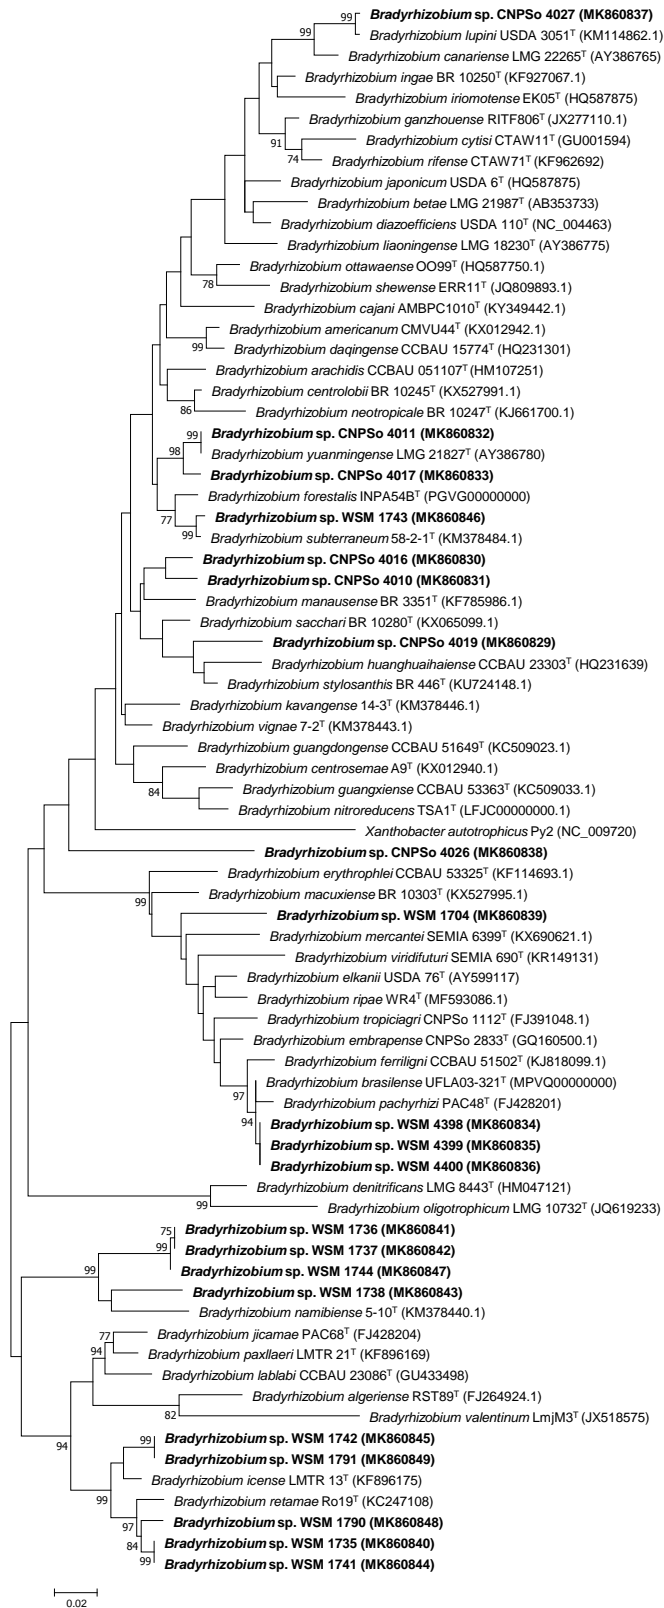 99 Bradyrhizobium sp. CNPSo 4027 (MK860837)
99 Bradyrhizobium lupini USDA 3051ᵀ (KM114862.1)
Bradyrhizobium canariense LMG 22265ᵀ (AY386765)
Bradyrhizobium ingae BR 10250ᵀ (KF927067.1)
Bradyrhizobium iriomotense EK05ᵀ (HQ587875)
Bradyrhizobium ganzhouense RITF806ᵀ (JX277110.1)
91 Bradyrhizobium cytisi CTAW11ᵀ (GU001594)
74 Bradyrhizobium rifense CTAW71ᵀ (KF962692)
Bradyrhizobium japonicum USDA 6ᵀ (HQ587875)
Bradyrhizobium betae LMG 21987ᵀ (AB353733)
Bradyrhizobium diazoefficiens USDA 110ᵀ (NC_004463)
Bradyrhizobium liaoningense LMG 18230ᵀ (AY386775)
Bradyrhizobium ottawaense OO99ᵀ (HQ587750.1)
78 Bradyrhizobium shewense ERR11ᵀ (JQ809893.1)
Bradyrhizobium cajani AMBPC1010ᵀ (KY349442.1)
Bradyrhizobium americanum CMVU44ᵀ (KX012942.1)
99 Bradyrhizobium daqingense CCBAU 15774ᵀ (HQ231301)
Bradyrhizobium arachidis CCBAU 051107ᵀ (HM107251)
Bradyrhizobium centrolobii BR 10245ᵀ (KX527991.1)
86 Bradyrhizobium neotropicale BR 10247ᵀ (KJ661700.1)
99 Bradyrhizobium sp. CNPSo 4011 (MK860832)
98 Bradyrhizobium yuanmingense LMG 21827ᵀ (AY386780)
Bradyrhizobium sp. CNPSo 4017 (MK860833)
Bradyrhizobium forestalis INPA54Bᵀ (PGVG00000000)
77 Bradyrhizobium sp. WSM 1743 (MK860846)
99 Bradyrhizobium subterraneum 58-2-1ᵀ (KM378484.1)
Bradyrhizobium sp. CNPSo 4016 (MK860830)
Bradyrhizobium sp. CNPSo 4010 (MK860831)
Bradyrhizobium manausense BR 3351ᵀ (KF785986.1)
Bradyrhizobium sacchari BR 10280ᵀ (KX065099.1)
Bradyrhizobium sp. CNPSo 4019 (MK860829)
Bradyrhizobium huanghuaihaiense CCBAU 23303ᵀ (HQ231639)
Bradyrhizobium stylosanthis BR 446ᵀ (KU724148.1)
Bradyrhizobium kavangense 14-3ᵀ (KM378446.1)
Bradyrhizobium vignae 7-2ᵀ (KM378443.1)
Bradyrhizobium guangdongense CCBAU 51649ᵀ (KC509023.1)
Bradyrhizobium centrosemae A9ᵀ (KX012940.1)
84 Bradyrhizobium guangxiense CCBAU 53363ᵀ (KC509033.1)
Bradyrhizobium nitroreducens TSA1ᵀ (LFJC00000000.1)
Xanthobacter autotrophicus Py2 (NC_009720)
Bradyrhizobium sp. CNPSo 4026 (MK860838)
Bradyrhizobium erythrophlei CCBAU 53325ᵀ (KF114693.1)
99 Bradyrhizobium macuxiense BR 10303ᵀ (KX527995.1)
Bradyrhizobium sp. WSM 1704 (MK860839)
Bradyrhizobium mercantei SEMIA 6399ᵀ (KX690621.1)
Bradyrhizobium viridifuturi SEMIA 690ᵀ (KR149131)
Bradyrhizobium elkanii USDA 76ᵀ (AY599117)
Bradyrhizobium ripae WR4ᵀ (MF593086.1)
Bradyrhizobium tropiciagri CNPSo 1112ᵀ (FJ391048.1)
Bradyrhizobium embrapense CNPSo 2833ᵀ (GQ160500.1)
Bradyrhizobium ferriligni CCBAU 51502ᵀ (KJ818099.1)
Bradyrhizobium brasilense UFLA03-321ᵀ (MPVQ00000000)
97 Bradyrhizobium pachyrhizi PAC48ᵀ (FJ428201)
94 Bradyrhizobium sp. WSM 4398 (MK860834)
Bradyrhizobium sp. WSM 4399 (MK860835)
Bradyrhizobium sp. WSM 4400 (MK860836)
Bradyrhizobium denitrificans LMG 8443ᵀ (HM047121)
99 Bradyrhizobium oligotrophicum LMG 10732ᵀ (JQ619233)
75 Bradyrhizobium sp. WSM 1736 (MK860841)
99 Bradyrhizobium sp. WSM 1737 (MK860842)
99 Bradyrhizobium sp. WSM 1744 (MK860847)
Bradyrhizobium sp. WSM 1738 (MK860843)
Bradyrhizobium namibiense 5-10ᵀ (KM378440.1)
77 Bradyrhizobium jicamae PAC68ᵀ (FJ428204)
94 Bradyrhizobium paxllaeri LMTR 21ᵀ (KF896169)
Bradyrhizobium lablabi CCBAU 23086ᵀ (GU433498)
Bradyrhizobium algeriense RST89ᵀ (FJ264924.1)
82 Bradyrhizobium valentinum LmjM3ᵀ (JX518575)
94 99 Bradyrhizobium sp. WSM 1742 (MK860845)
Bradyrhizobium sp. WSM 1791 (MK860849)
Bradyrhizobium icense LMTR 13ᵀ (KF896175)
99 Bradyrhizobium retamae Ro19ᵀ (KC247108)
97 Bradyrhizobium sp. WSM 1790 (MK860848)
84 Bradyrhizobium sp. WSM 1735 (MK860840)
99 Bradyrhizobium sp. WSM 1741 (MK860844)
0.02